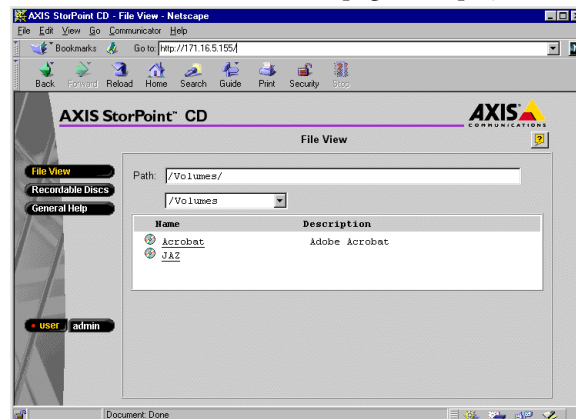 AXIS StorPoint CD - File View - Netscape
File Edit View Go Communicator Help
Bookmarks Go to: http://171.16.5.155/
Back Forward Reload Home Search Guide Print Security Stop
AXIS StorPoint™ CD
AXIS
COMMUNICATIONS
File View
File View
Recordable Discs
General Help
Path: /Volumes/
/Volumes
Name Description
Acrobat Adobe Acrobat
JAZ
user admin
Document: Done